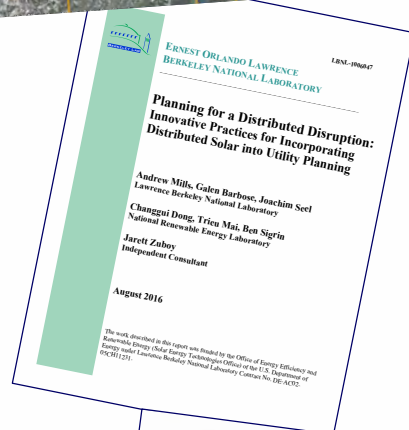 BERKELEY LAB
ERNEST ORLANDO LAWRENCE
BERKELEY NATIONAL LABORATORY
LBNL-1006047
Planning for a Distributed Disruption:
Innovative Practices for Incorporating
Distributed Solar into Utility Planning
Andrew Mills, Galen Barbose, Joachim Seel
Lawrence Berkeley National Laboratory
Changgui Dong, Trieu Mai, Ben Sigrin
National Renewable Energy Laboratory
Jarett Zuboy
Independent Consultant
August 2016
The work described in this report was funded by the Office of Energy Efficiency and
Renewable Energy (Solar Energy Technologies Office) of the U.S. Department of
Energy under Lawrence Berkeley National Laboratory Contract No. DE-AC02-
05CH11231.